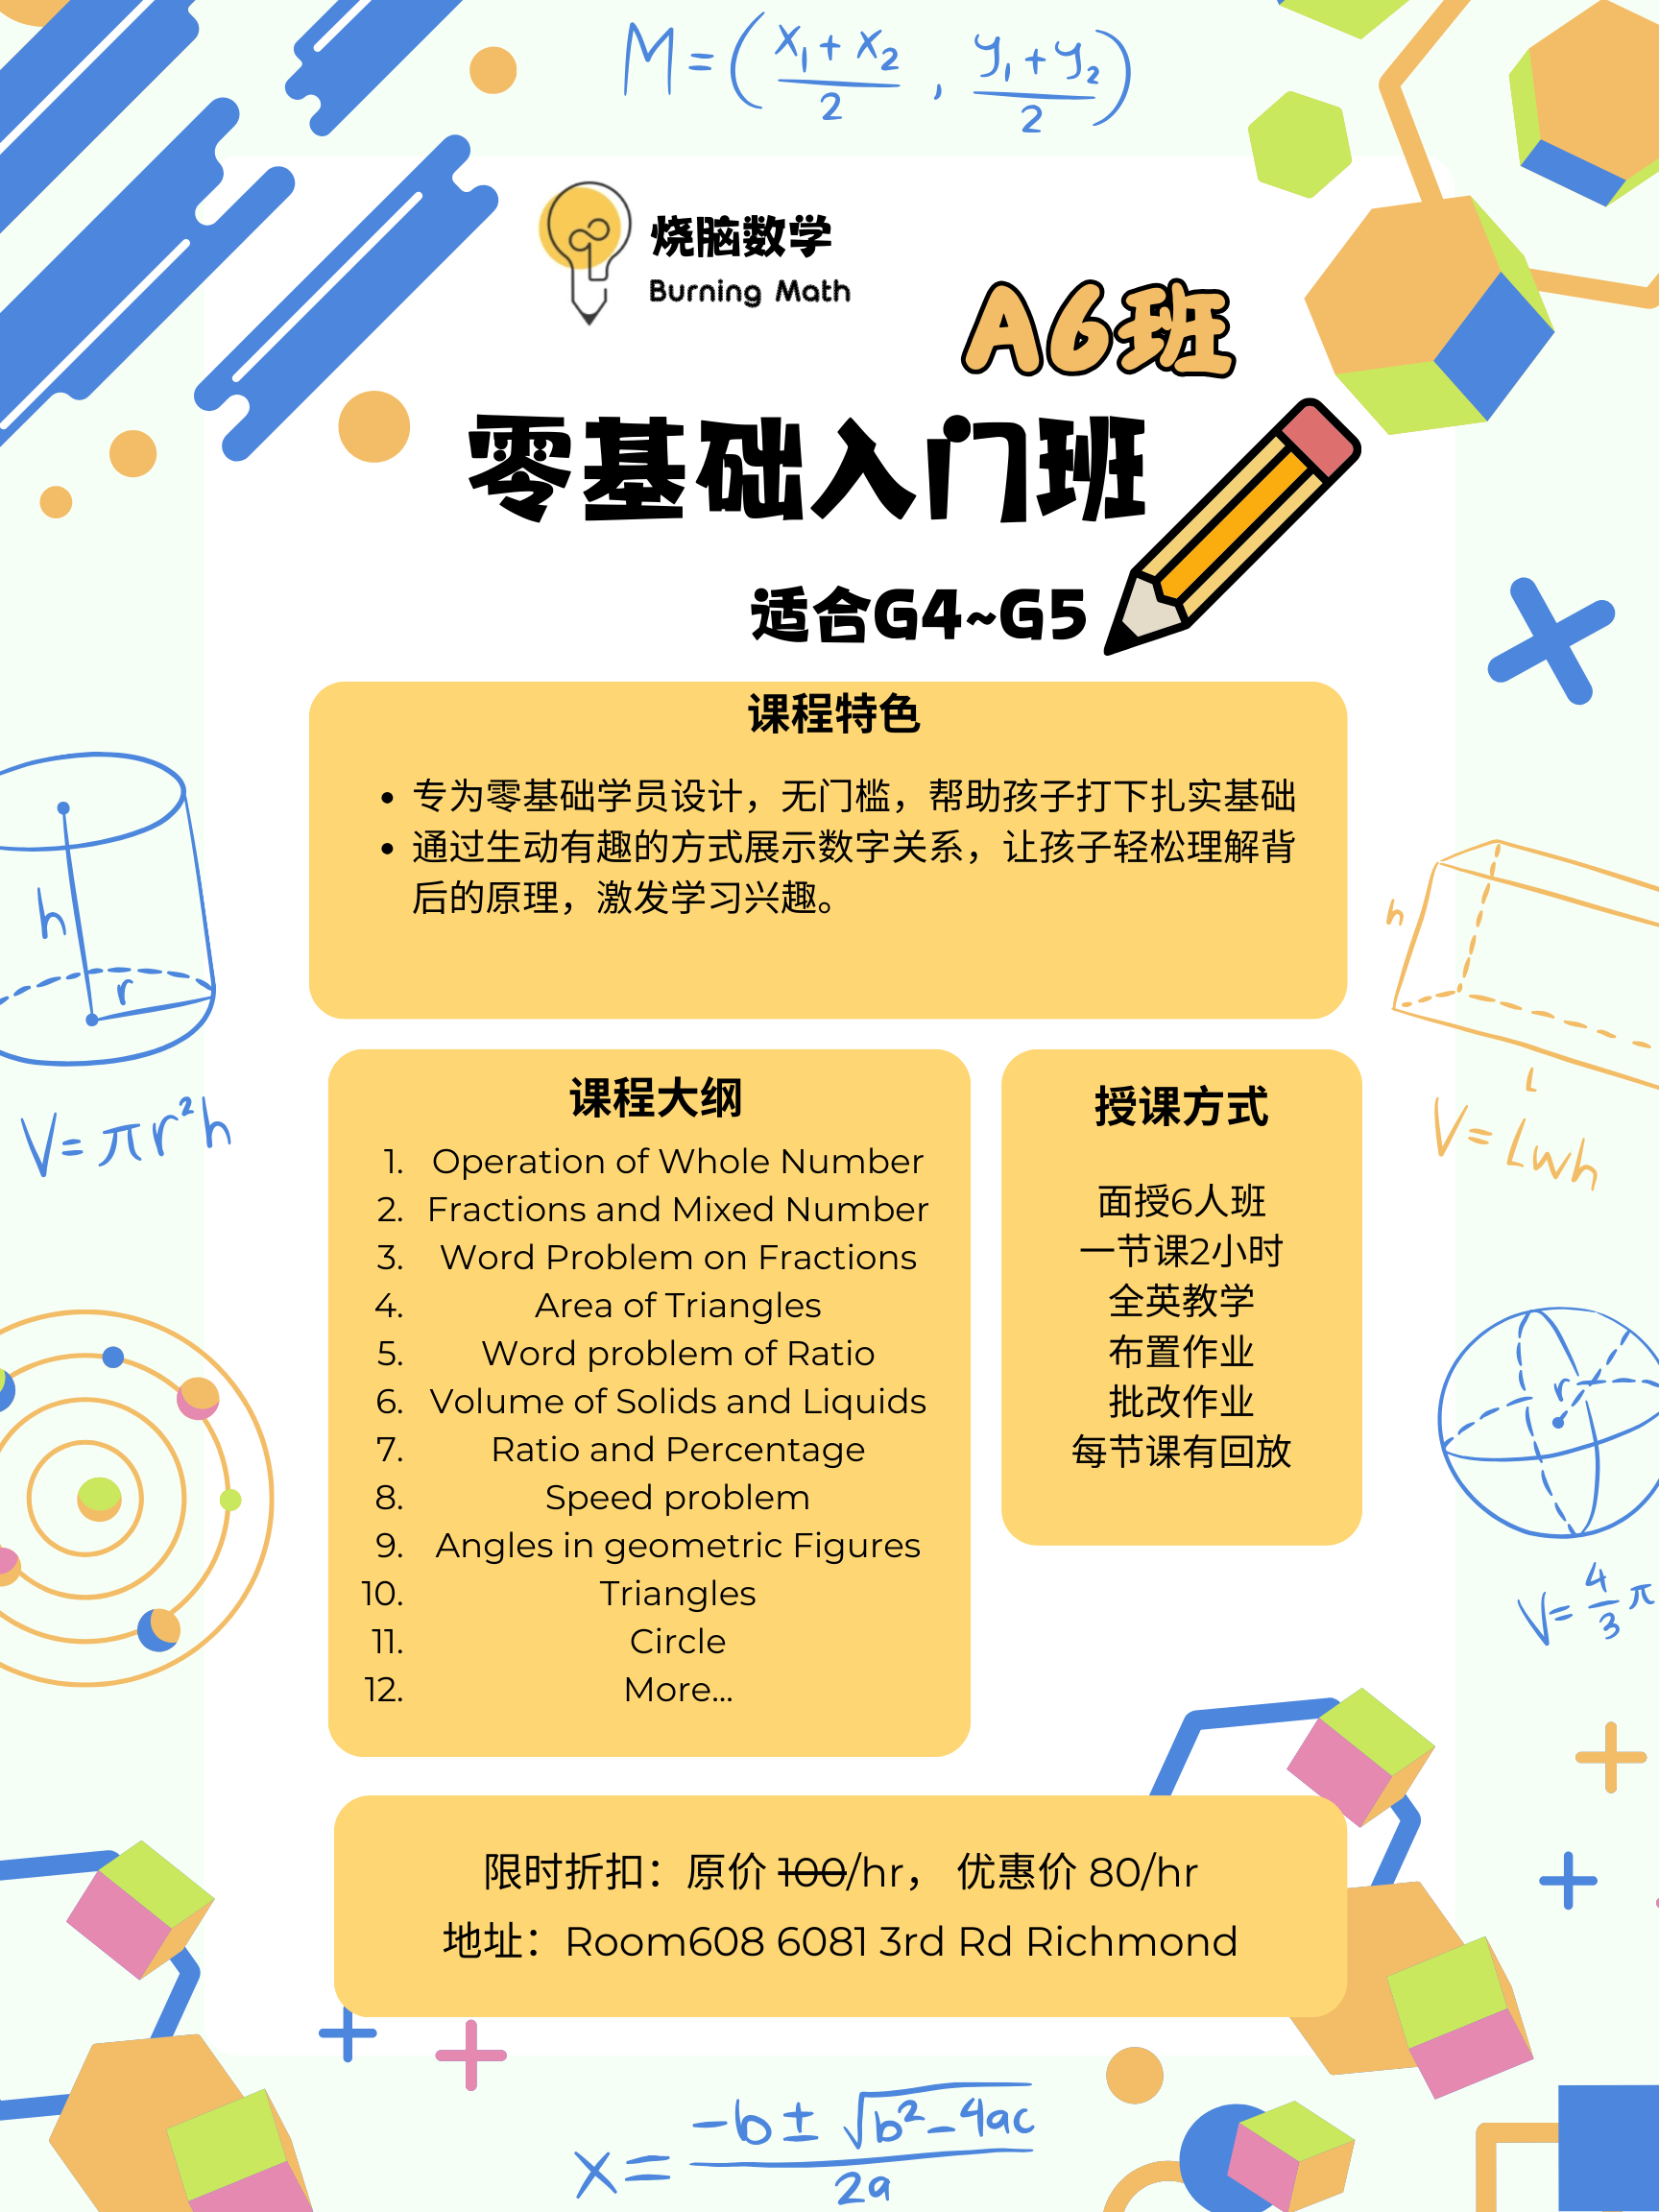 M = (x₁ + x₂ / 2 , y₁ + y₂ / 2)
烧脑数学
Burning Math
A6班
零基础入门班
适合G4~G5
课程特色
• 专为零基础学员设计，无门槛，帮助孩子打下扎实基础
• 通过生动有趣的方式展示数字关系，让孩子轻松理解背
后的原理，激发学习兴趣。
h
r
V = πr²h
h
L
V = Lwh
课程大纲
1. Operation of Whole Number
2. Fractions and Mixed Number
3. Word Problem on Fractions
4. Area of Triangles
5. Word problem of Ratio
6. Volume of Solids and Liquids
7. Ratio and Percentage
8. Speed problem
9. Angles in geometric Figures
10. Triangles
11. Circle
12. More...
授课方式
面授6人班
一节课2小时
全英教学
布置作业
批改作业
每节课有回放
r
V = 4/3 π
限时折扣：原价 100/hr， 优惠价 80/hr
地址：Room608 6081 3rd Rd Richmond
x = −b ± √b² − 4ac / 2a